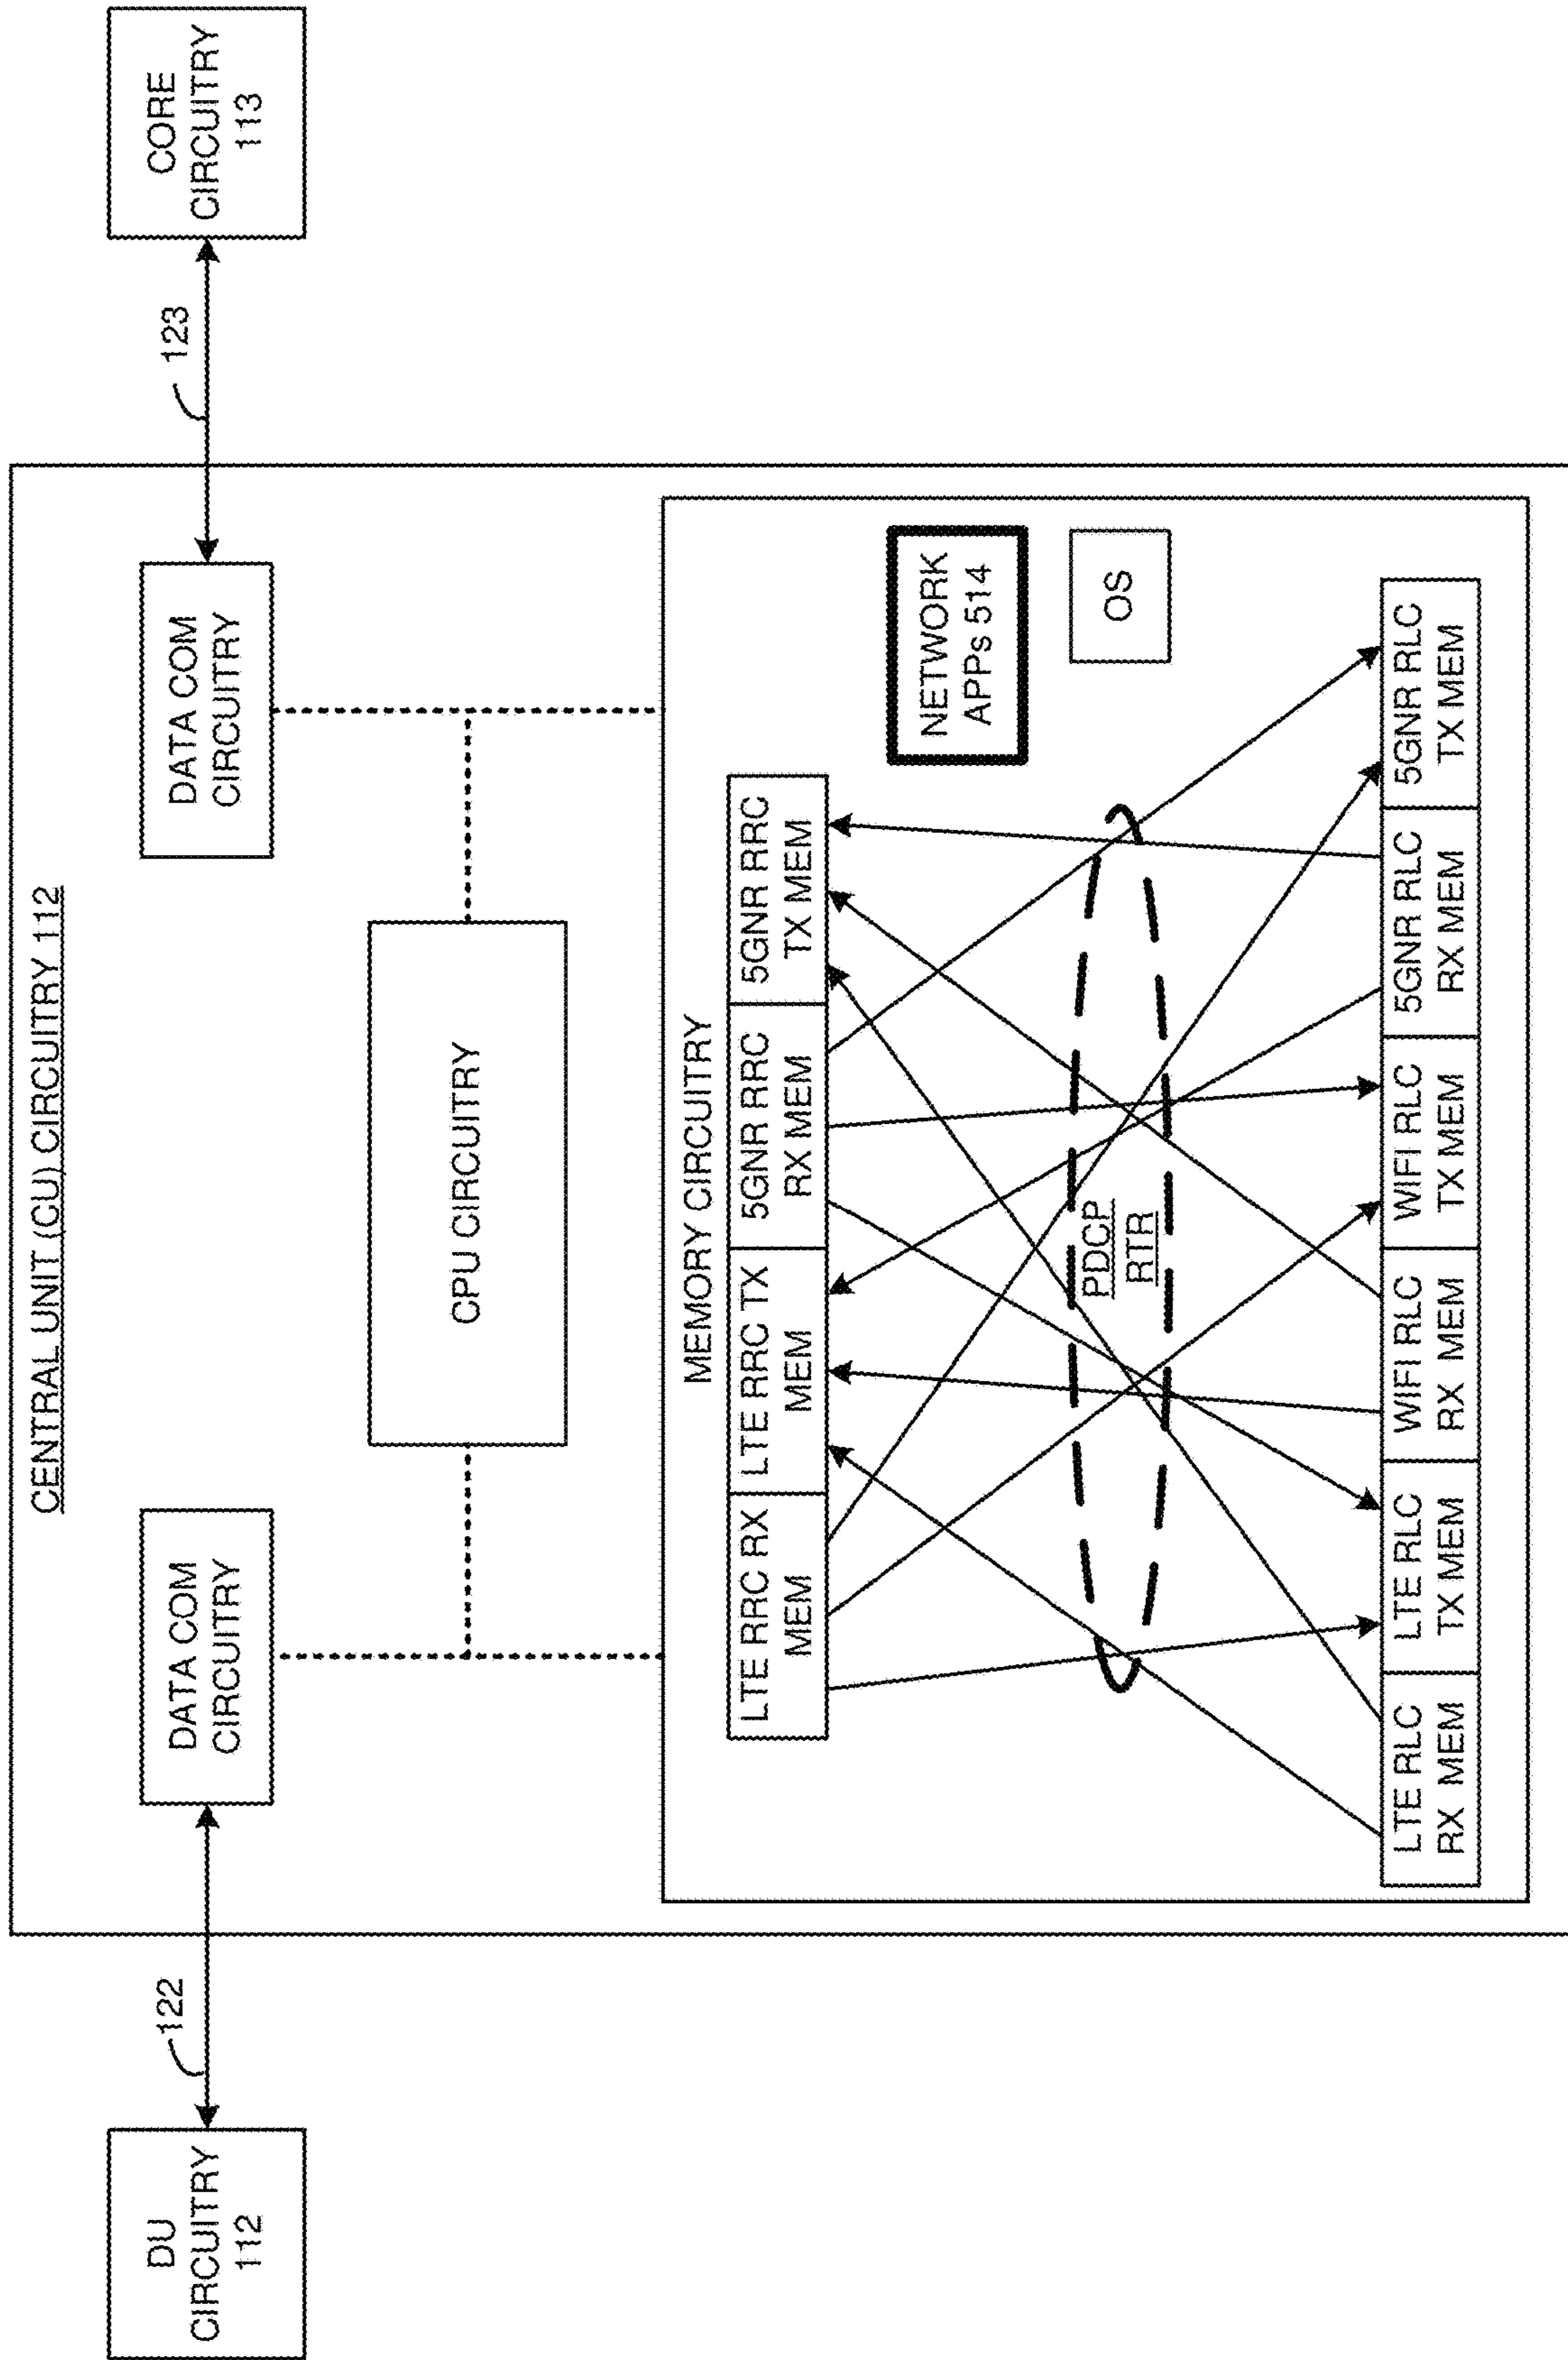 CENTRAL UNIT (CU) CIRCUITRY 112
DU
CIRCUITRY
112
122
DATA COM
CIRCUITRY
CPU CIRCUITRY
DATA COM
CIRCUITRY
123
CORE
CIRCUITRY
113
MEMORY CIRCUITRY
LTE RRC RX
MEM
LTE RRC TX
MEM
5GNR RRC
RX MEM
5GNR RRC
TX MEM
NETWORK
APPs 514
OS
PDCP
RTR
LTE RLC
RX MEM
LTE RLC
TX MEM
WIFI RLC
RX MEM
WIFI RLC
TX MEM
5GNR RLC
RX MEM
5GNR RLC
TX MEM